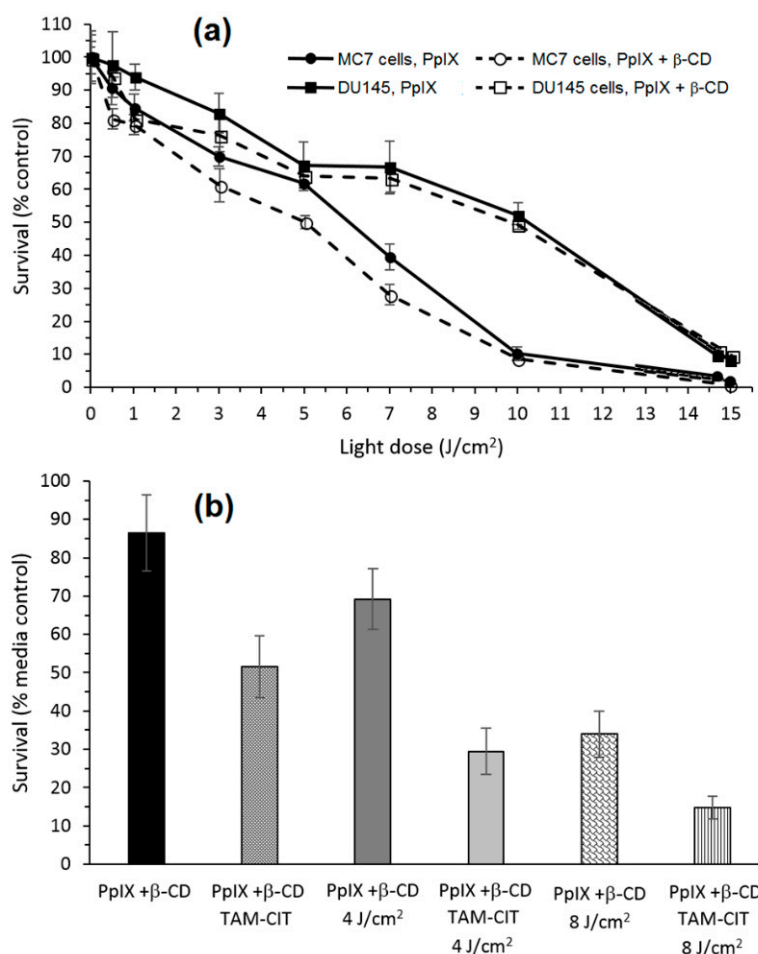 (a)
MC7 cells, PpIX
MC7 cells, PpIX + β-CD
DU145, PpIX
DU145 cells, PpIX + β-CD
Survival (% control)
110
100
90
80
70
60
50
40
30
20
10
0
0 1 2 3 4 5 6 7 8 9 10 11 12 13 14 15
Light dose (J/cm²)
(b)
Survival (% media control)
100
90
80
70
60
50
40
30
20
10
0
PpIX +β-CD PpIX +β-CD PpIX +β-CD PpIX +β-CD PpIX +β-CD PpIX +β-CD
TAM-CIT 4 J/cm² TAM-CIT 8 J/cm² TAM-CIT
4 J/cm² 8 J/cm²